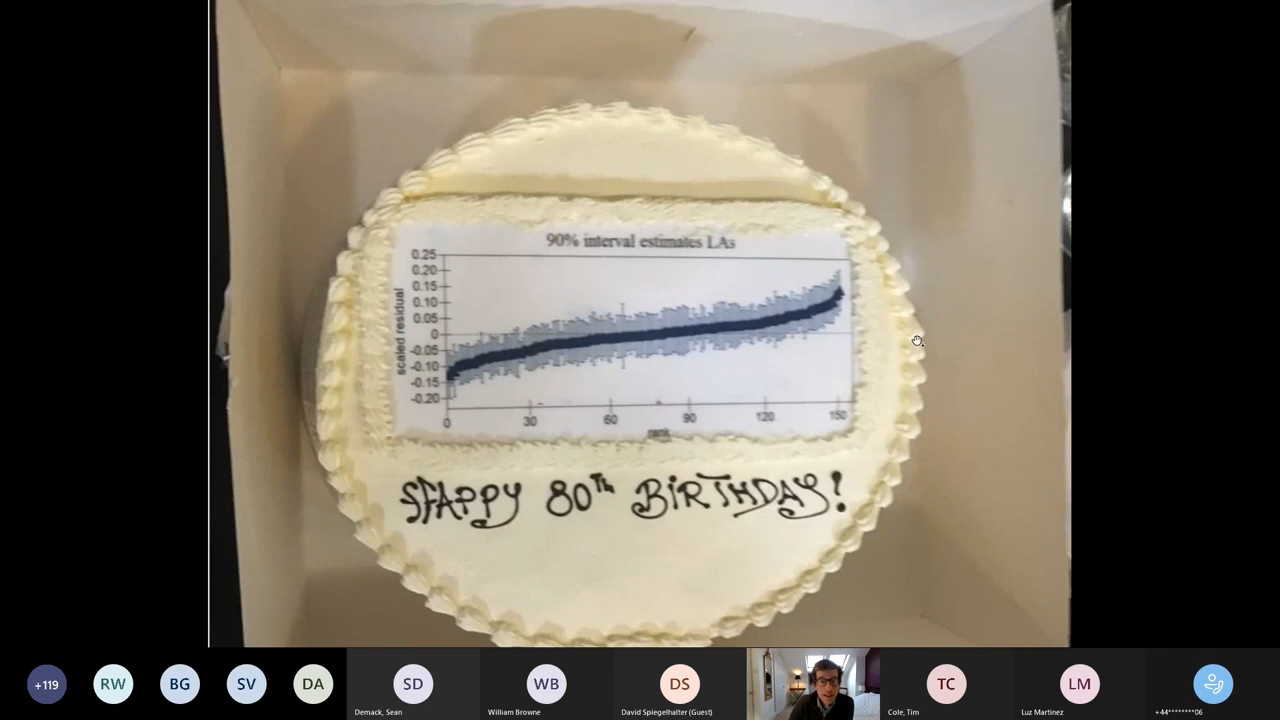 90% interval estimates LAs
0.25
0.20
0.15
0.10
0.05
0
-0.05
-0.10
-0.15
-0.20
scaled residual
0 30 60 90 120 150
rank
HAPPY 80TH BIRTHDAY!
+119 RW BG SV DA SD WB DS TC LM
Demack, Sean William Browne David Spiegelhalter (Guest) Cole, Tim Luz Martinez +44********06